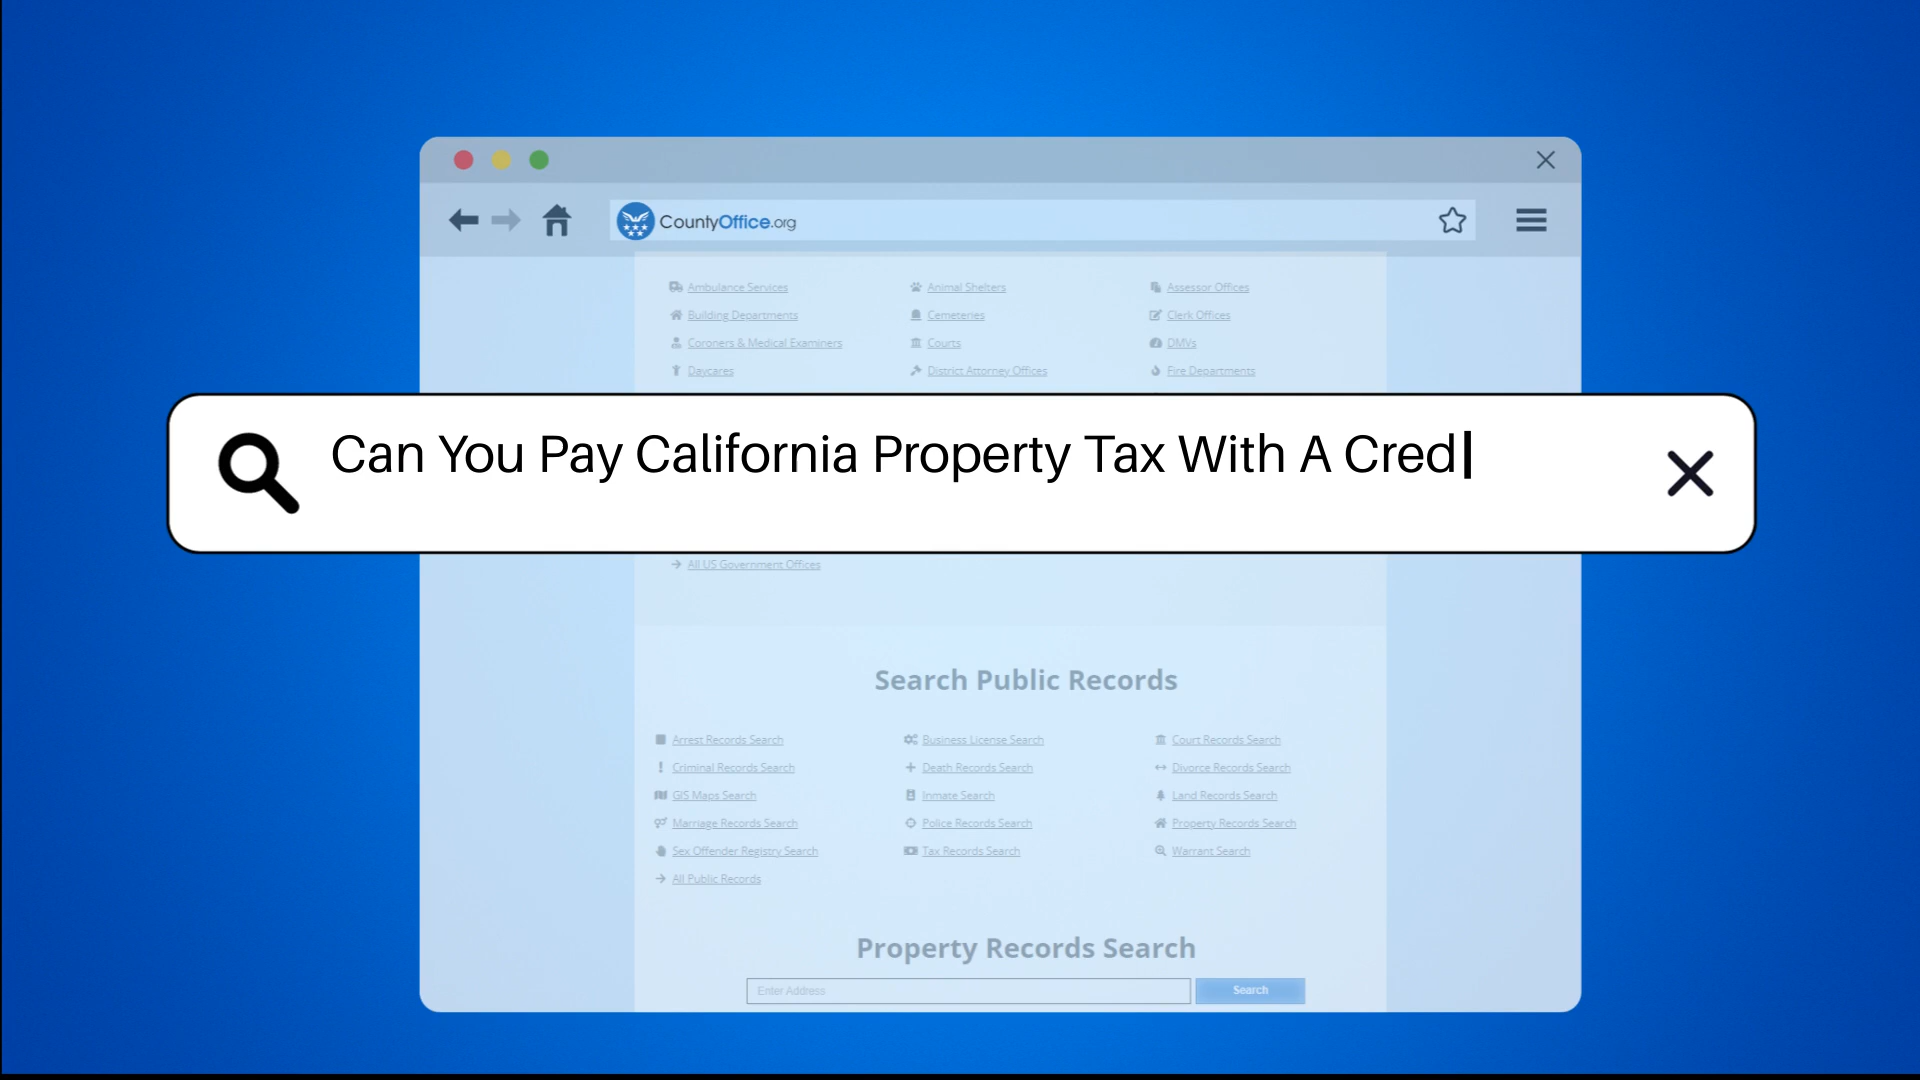 CountyOffice.org
Ambulance Services Animal Shelters Assessor Offices
Building Departments Cemeteries Clerk Offices
Coroners & Medical Examiners Courts DMVs
Daycares District Attorney Offices Fire Departments
Can You Pay California Property Tax With A Cred
All US Government Offices
Search Public Records
Arrest Records Search Business License Search Court Records Search
Criminal Records Search Death Records Search Divorce Records Search
GIS Maps Search Inmate Search Land Records Search
Marriage Records Search Police Records Search Property Records Search
Sex Offender Registry Search Tax Records Search Warrant Search
All Public Records
Property Records Search
Enter Address Search